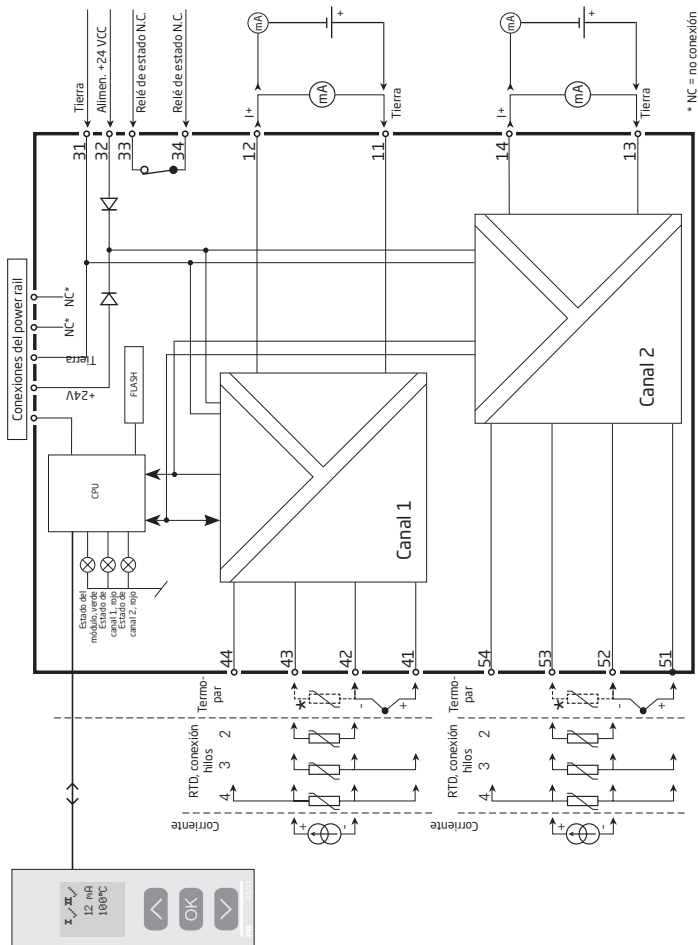 Conexiones del power rail
+24V
Tierra
NC*
NC*
Tierra
Alimen. +24 VCC
Relé de estado N.C.
Relé de estado N.C.
31
32
33
34
12
11
14
13
I+
mA
mA
+
Tierra
I+
mA
mA
+
Tierra
CPU
FLASH
Estado del
módulo, verde
Estado de
canal 1, rojo
Estado de
canal 2, rojo
Canal 1
Canal 2
44
43
42
41
54
53
52
51
Corriente
RTD, conexión
hilos
4
3
2
Termo-
par
+
-
*
-
+
Corriente
RTD, conexión
hilos
4
3
2
Termo-
par
+
-
*
-
+
I II
12 mA
100ºC
OK
PR
4501
* NC = no conexión